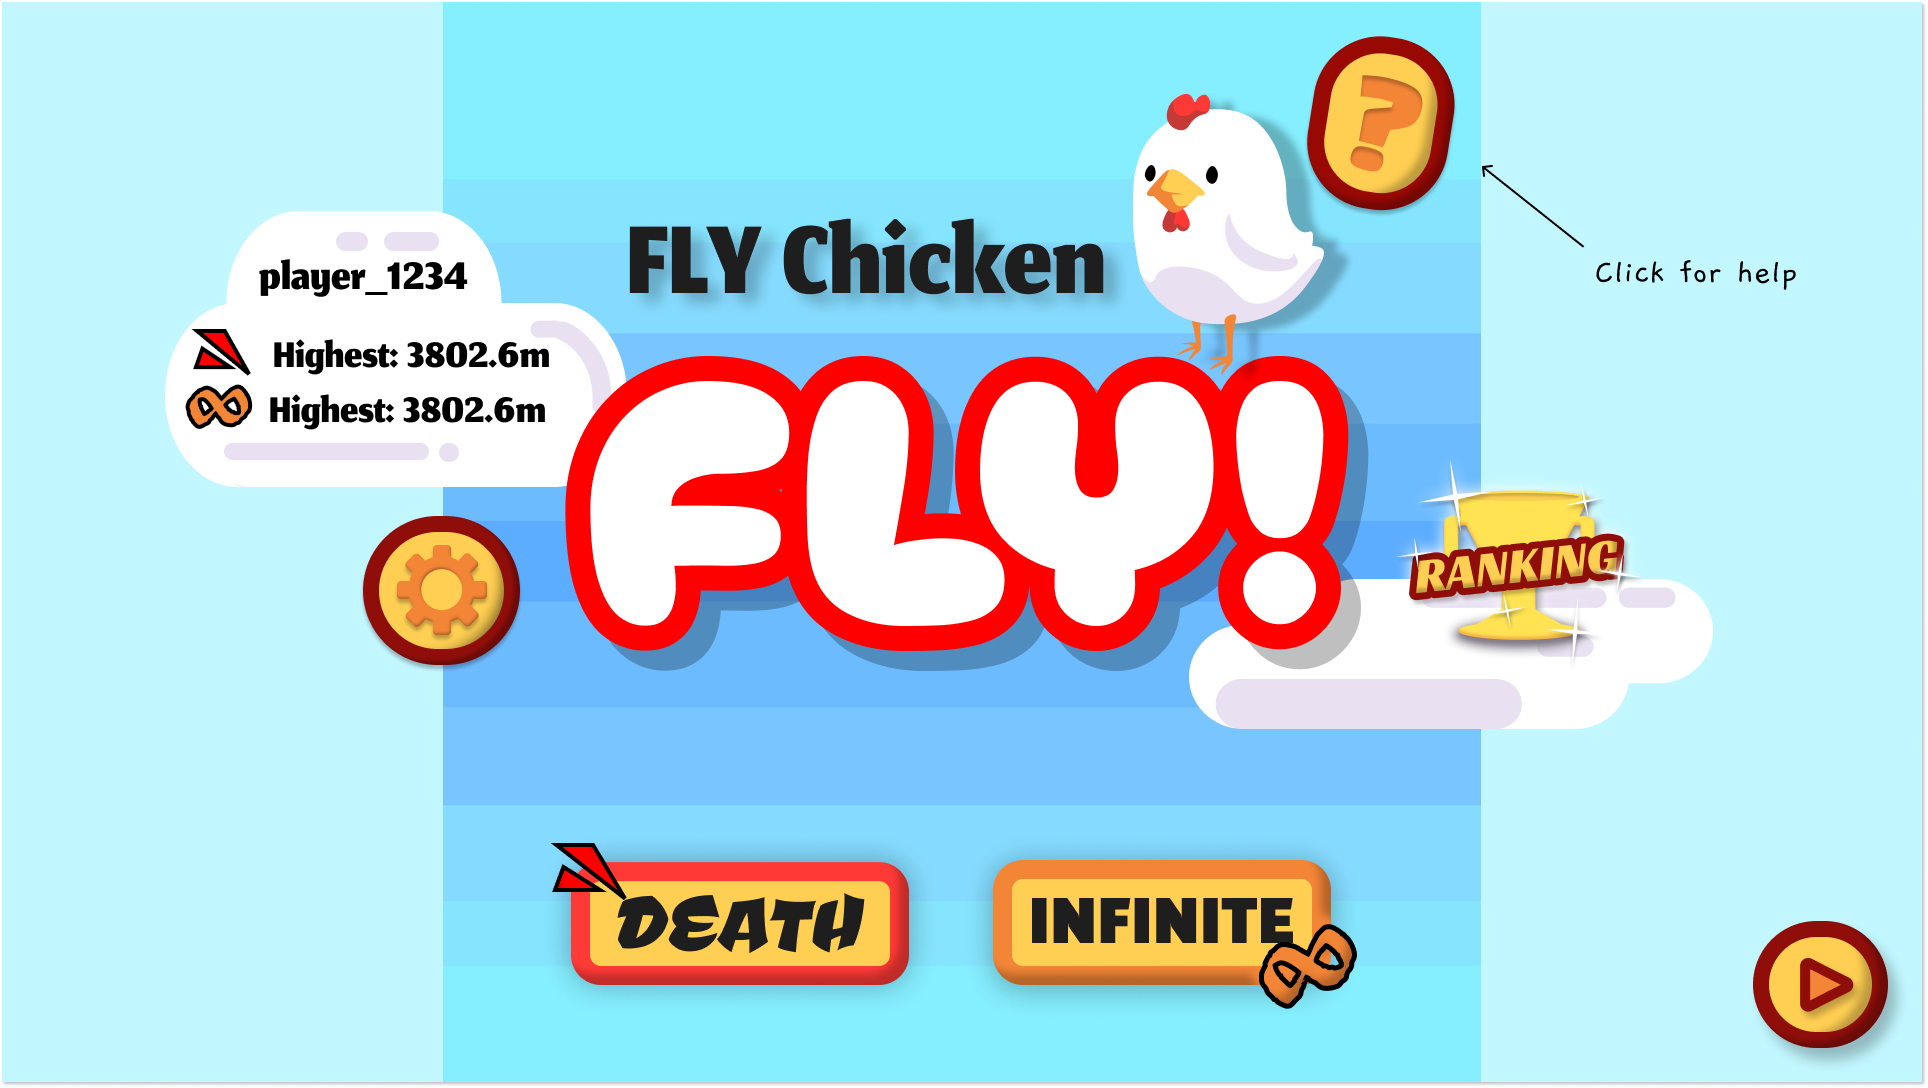 ?
FLY Chicken
player_1234
Highest: 3802.6m
Highest: 3802.6m
Click for help
FLY!
RANKING
DEATH
INFINITE